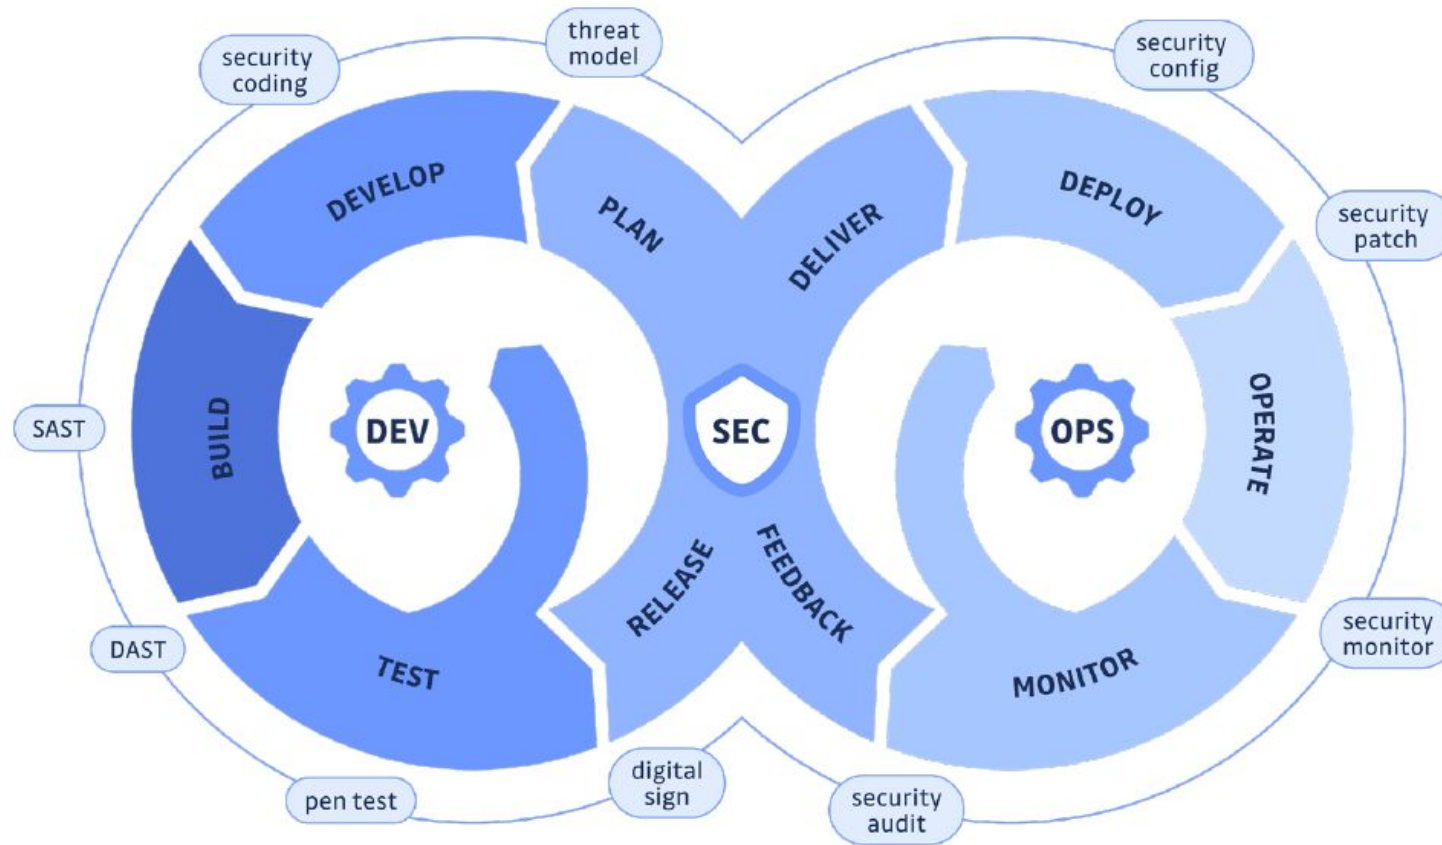 threat
model
security
coding
security
config
DEVELOP
PLAN
DELIVER
DEPLOY
security
patch
SAST
BUILD
DEV
SEC
OPS
OPERATE
DAST
TEST
RELEASE
FEEDBACK
MONITOR
security
monitor
pen test
digital
sign
security
audit